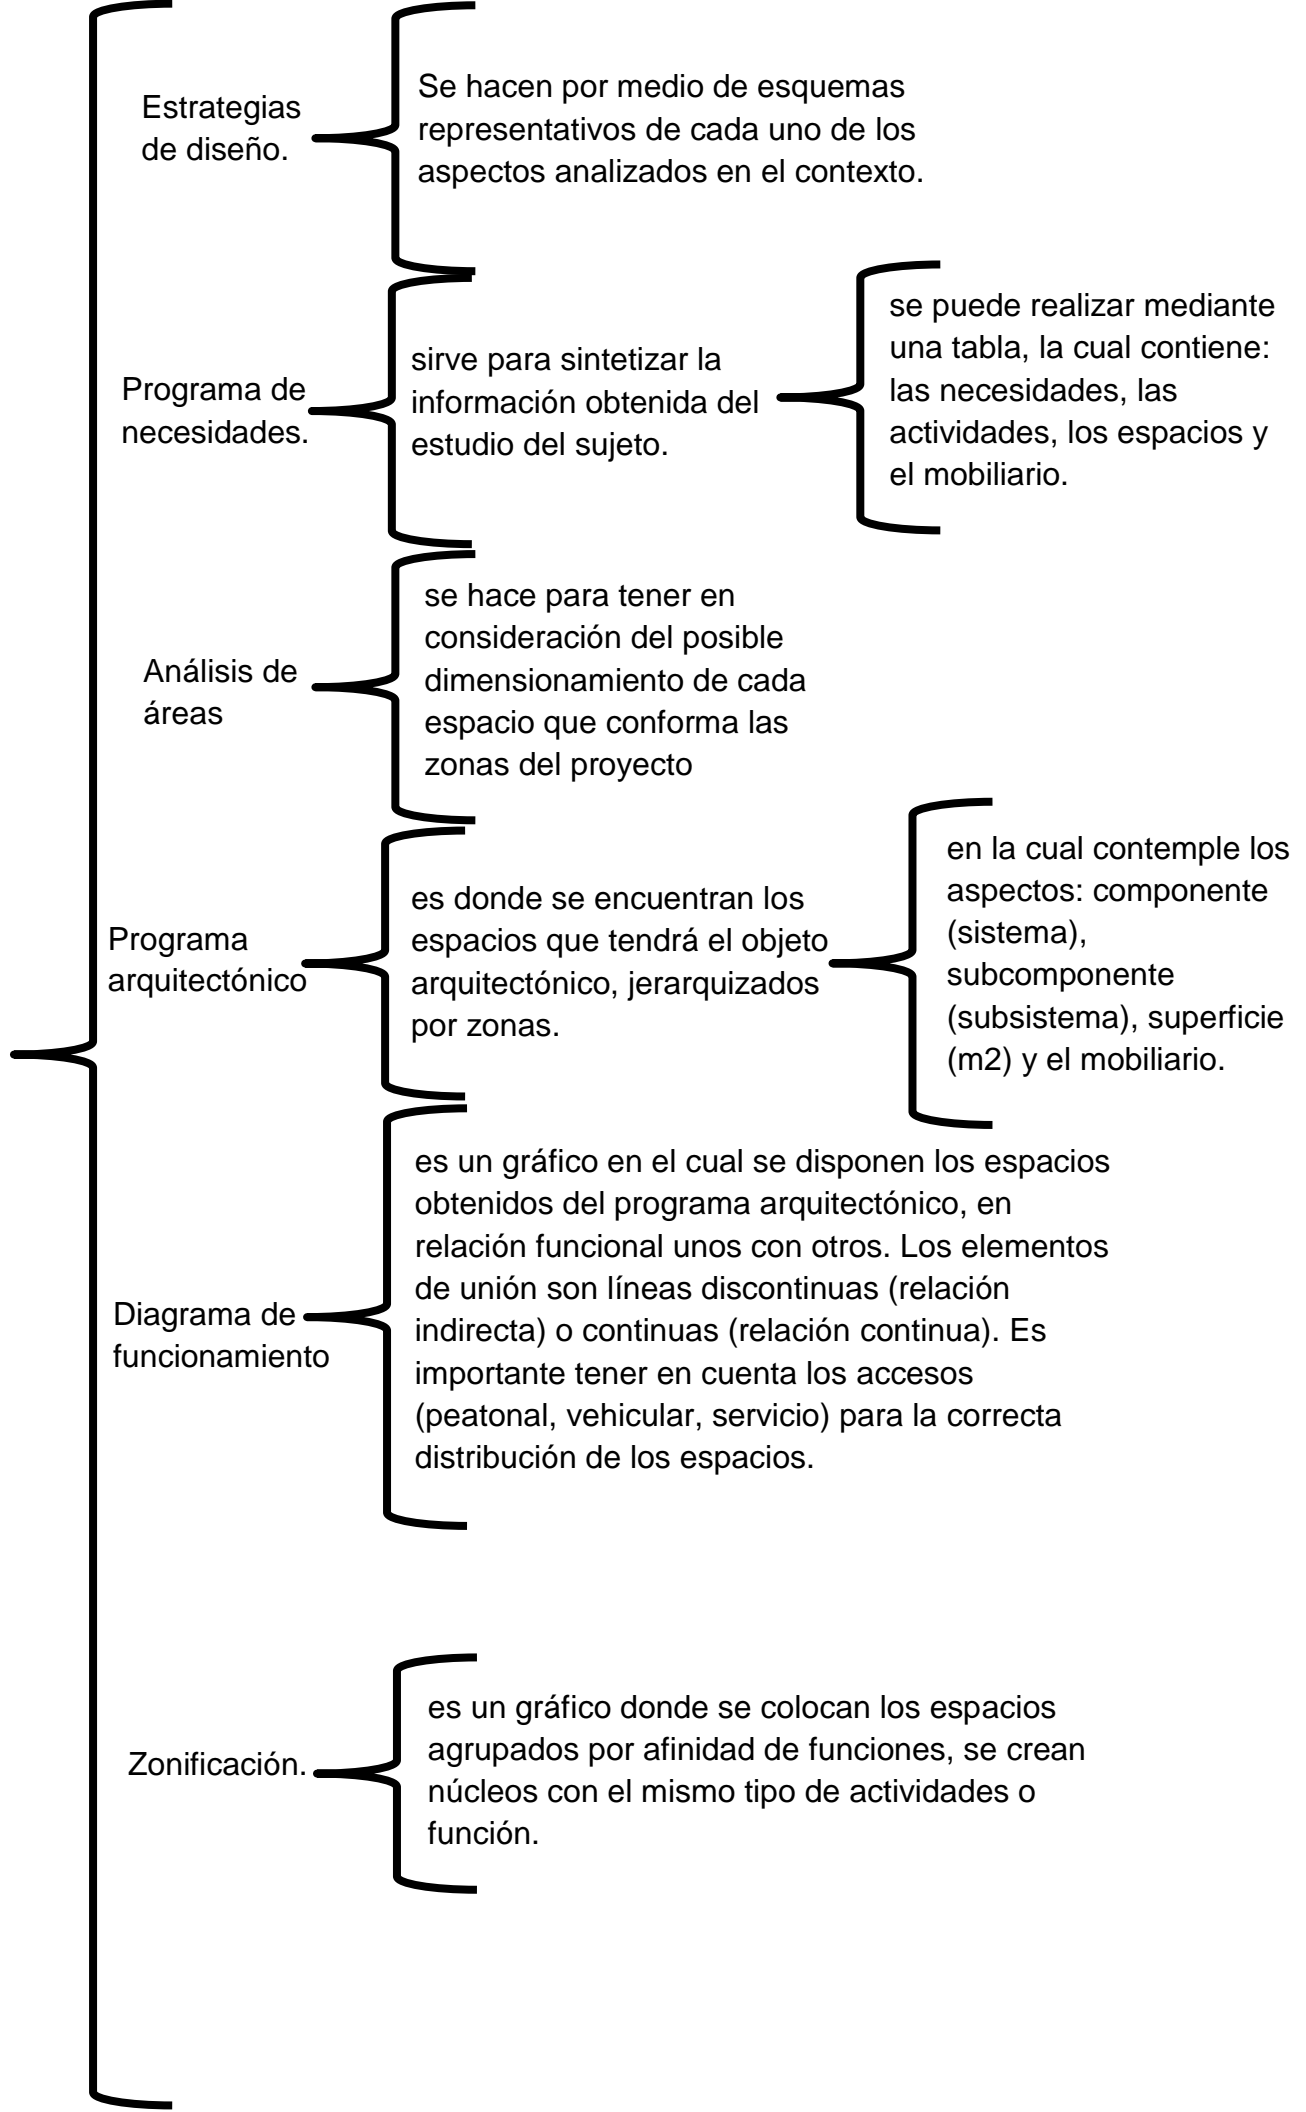 Estrategias
de diseño.
Se hacen por medio de esquemas
representativos de cada uno de los
aspectos analizados en el contexto.
Programa de
necesidades.
sirve para sintetizar la
información obtenida del
estudio del sujeto.
se puede realizar mediante
una tabla, la cual contiene:
las necesidades, las
actividades, los espacios y
el mobiliario.
Análisis de
áreas
se hace para tener en
consideración del posible
dimensionamiento de cada
espacio que conforma las
zonas del proyecto
Programa
arquitectónico
es donde se encuentran los
espacios que tendrá el objeto
arquitectónico, jerarquizados
por zonas.
en la cual contemple los
aspectos: componente
(sistema),
subcomponente
(subsistema), superficie
(m2) y el mobiliario.
Diagrama de
funcionamiento
es un gráfico en el cual se disponen los espacios
obtenidos del programa arquitectónico, en
relación funcional unos con otros. Los elementos
de unión son líneas discontinuas (relación
indirecta) o continuas (relación continua). Es
importante tener en cuenta los accesos
(peatonal, vehicular, servicio) para la correcta
distribución de los espacios.
Zonificación.
es un gráfico donde se colocan los espacios
agrupados por afinidad de funciones, se crean
núcleos con el mismo tipo de actividades o
función.